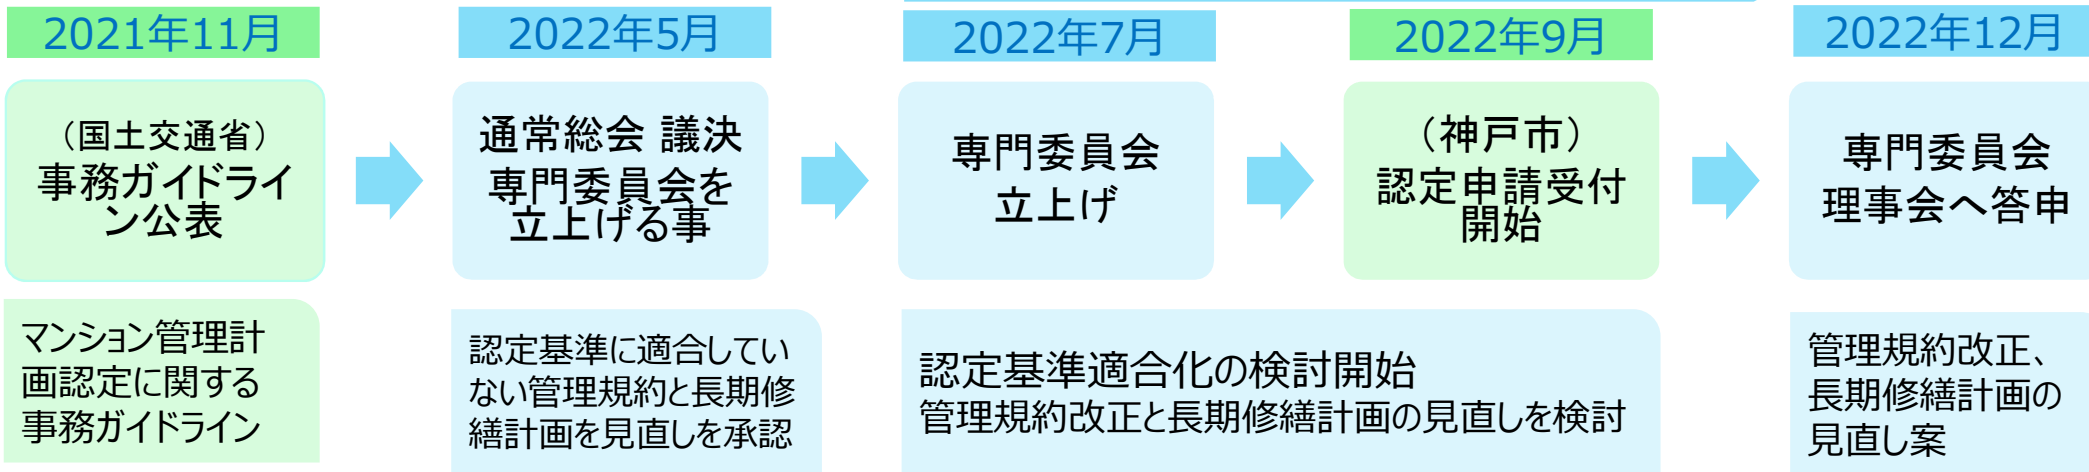 2021年11月
2022年5月
2022年7月
2022年9月
2022年12月
（国土交通省）
事務ガイドライ
ン公表
通常総会 議決
専門委員会を
立上げる事
専門委員会
立上げ
（神戸市）
認定申請受付
開始
専門委員会
理事会へ答申
マンション管理計
画認定に関する
事務ガイドライン
認定基準に適合してい
ない管理規約と長期修
繕計画を見直しを承認
認定基準適合化の検討開始
管理規約改正と長期修繕計画の見直しを検討
管理規約改正、
長期修繕計画の
見直し案